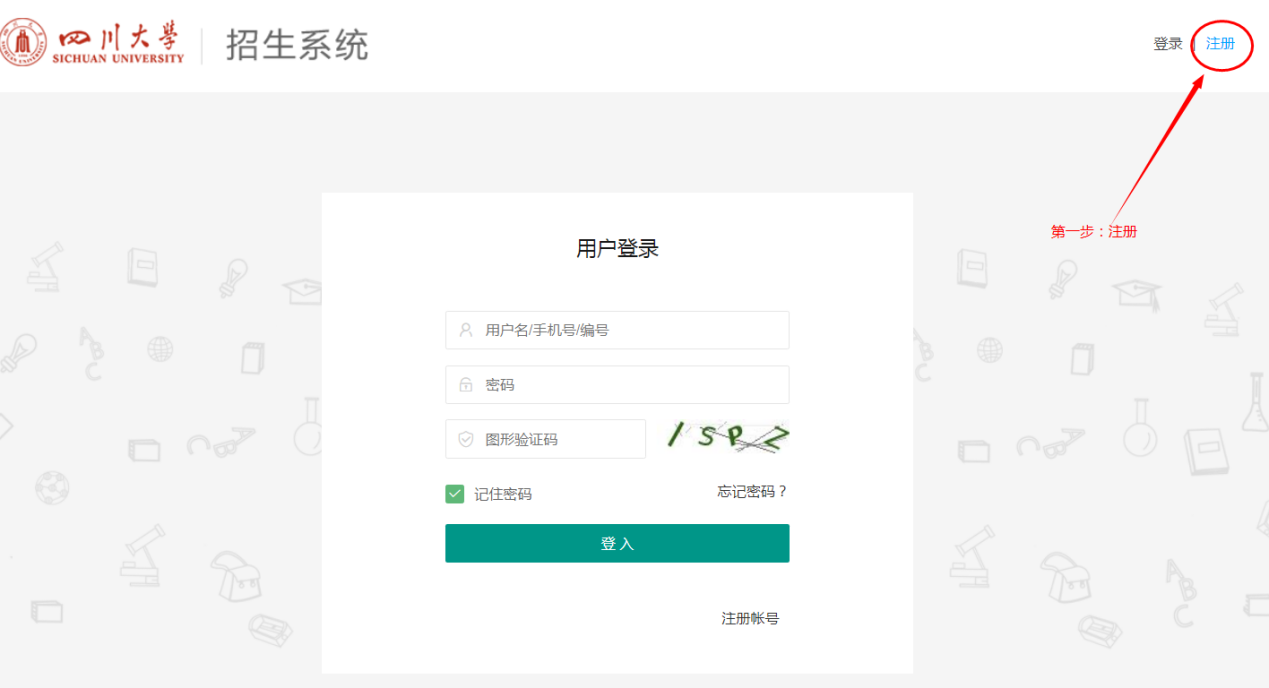 四川大學
SICHUAN UNIVERSITY
招生系统
登录 | 注册
第一步：注册
用户登录
用户名/手机号/编号
密码
图形验证码
ISPZ
记住密码
忘记密码？
登 入
注册帐号